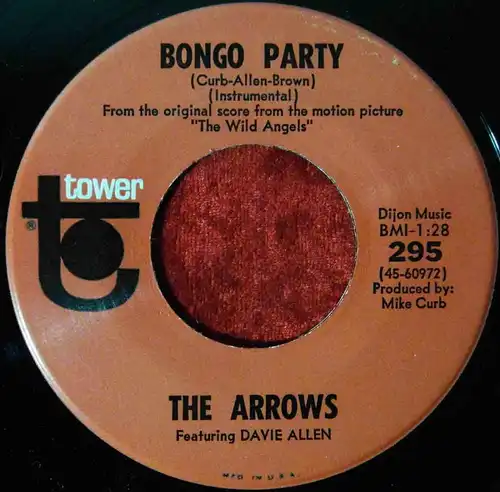 BONGO PARTY
(Curb-Allen-Brown)
(Instrumental)
From the original score from the motion picture
"The Wild Angels"
tower
®
Dijon Music
BMI-1:28
295
(45-60972)
Produced by:
Mike Curb
THE ARROWS
Featuring DAVIE ALLEN
MFD. IN U.S.A.